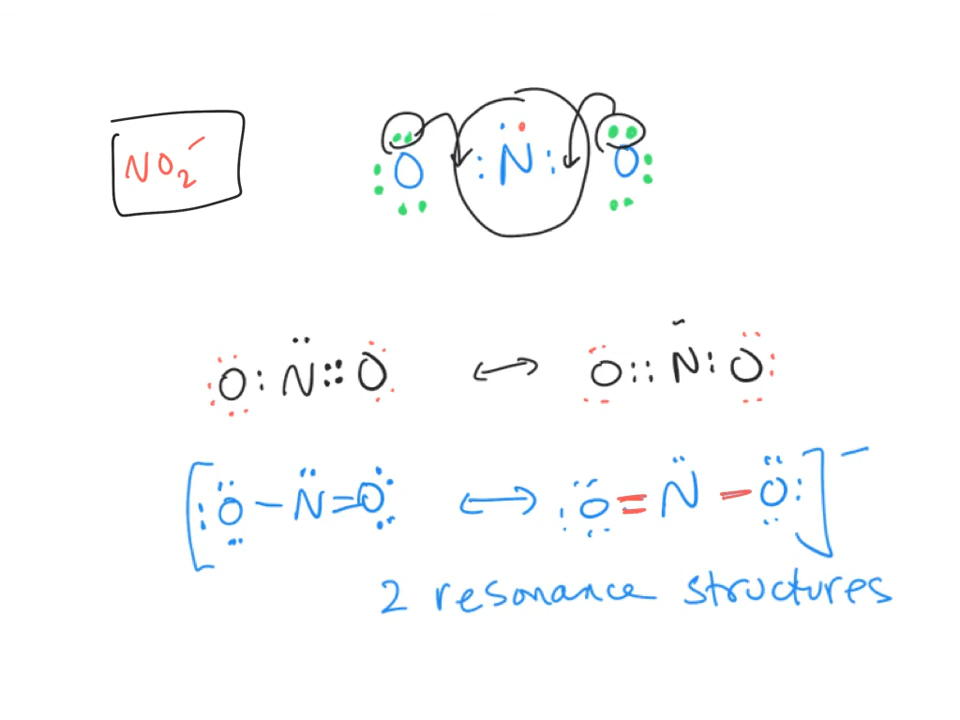 NO₂⁻
:Ö: :N̈: :Ö:
:Ö:N̈::Ö: ↔ :Ö::N̈:Ö:
[:Ö–N̈=Ö: ↔ :Ö=N̈–Ö:]⁻
2 resonance structures